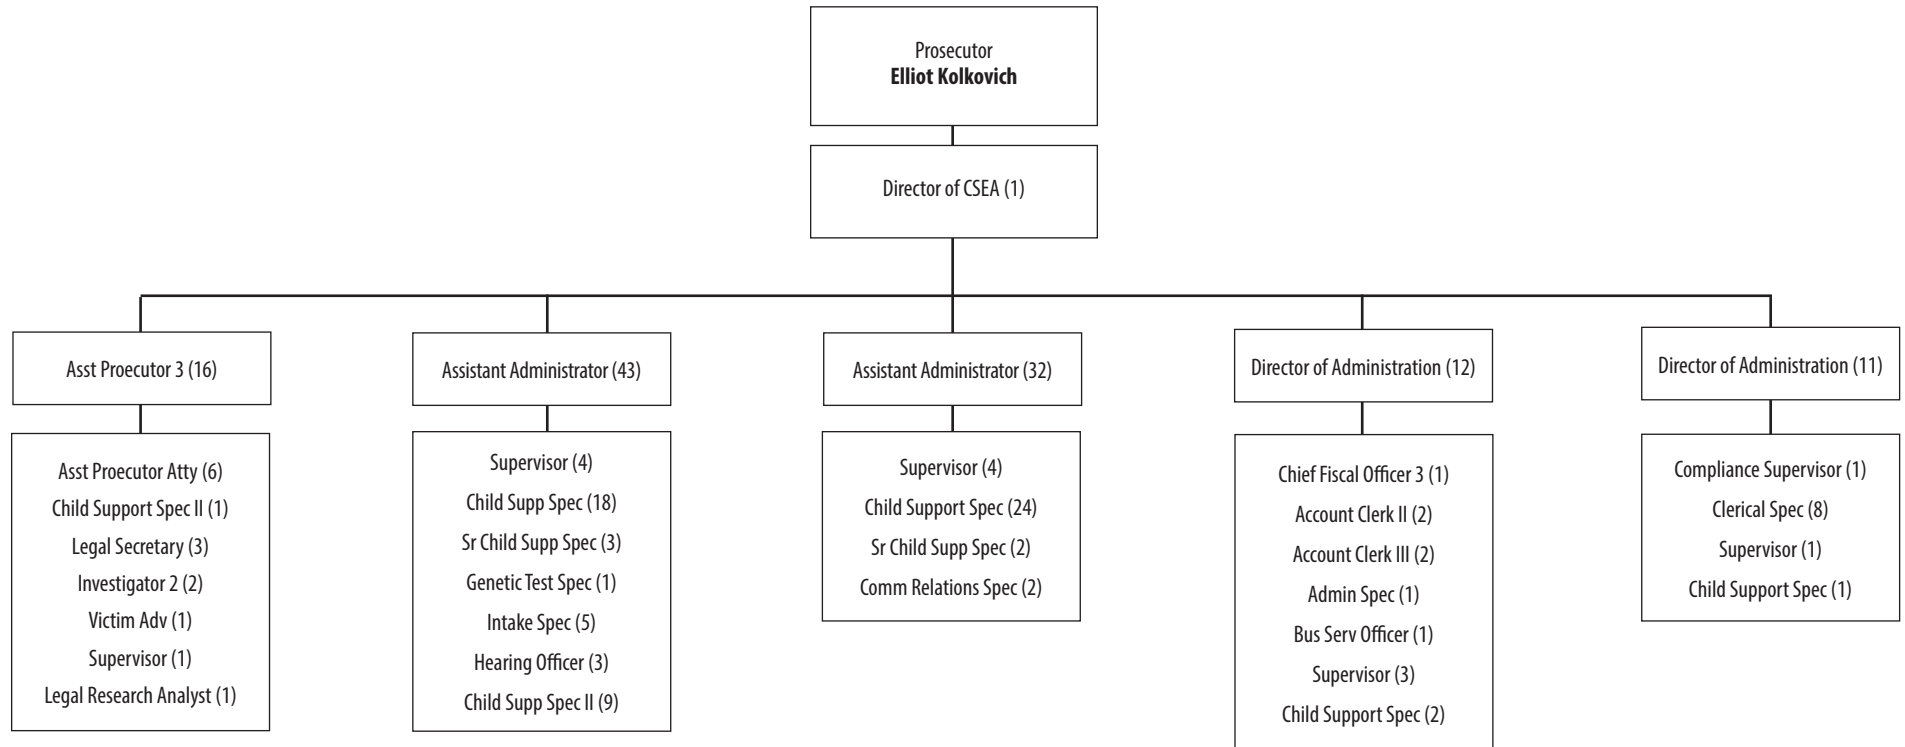 Prosecutor
Elliot Kolkovich
Director of CSEA (1)
Asst Proecutor 3 (16)
Asst Proecutor Atty (6)
Child Support Spec II (1)
Legal Secretary (3)
Investigator 2 (2)
Victim Adv (1)
Supervisor (1)
Legal Research Analyst (1)
Assistant Administrator (43)
Supervisor (4)
Child Supp Spec (18)
Sr Child Supp Spec (3)
Genetic Test Spec (1)
Intake Spec (5)
Hearing Officer (3)
Child Supp Spec II (9)
Assistant Administrator (32)
Supervisor (4)
Child Support Spec (24)
Sr Child Supp Spec (2)
Comm Relations Spec (2)
Director of Administration (12)
Chief Fiscal Officer 3 (1)
Account Clerk II (2)
Account Clerk III (2)
Admin Spec (1)
Bus Serv Officer (1)
Supervisor (3)
Child Support Spec (2)
Director of Administration (11)
Compliance Supervisor (1)
Clerical Spec (8)
Supervisor (1)
Child Support Spec (1)